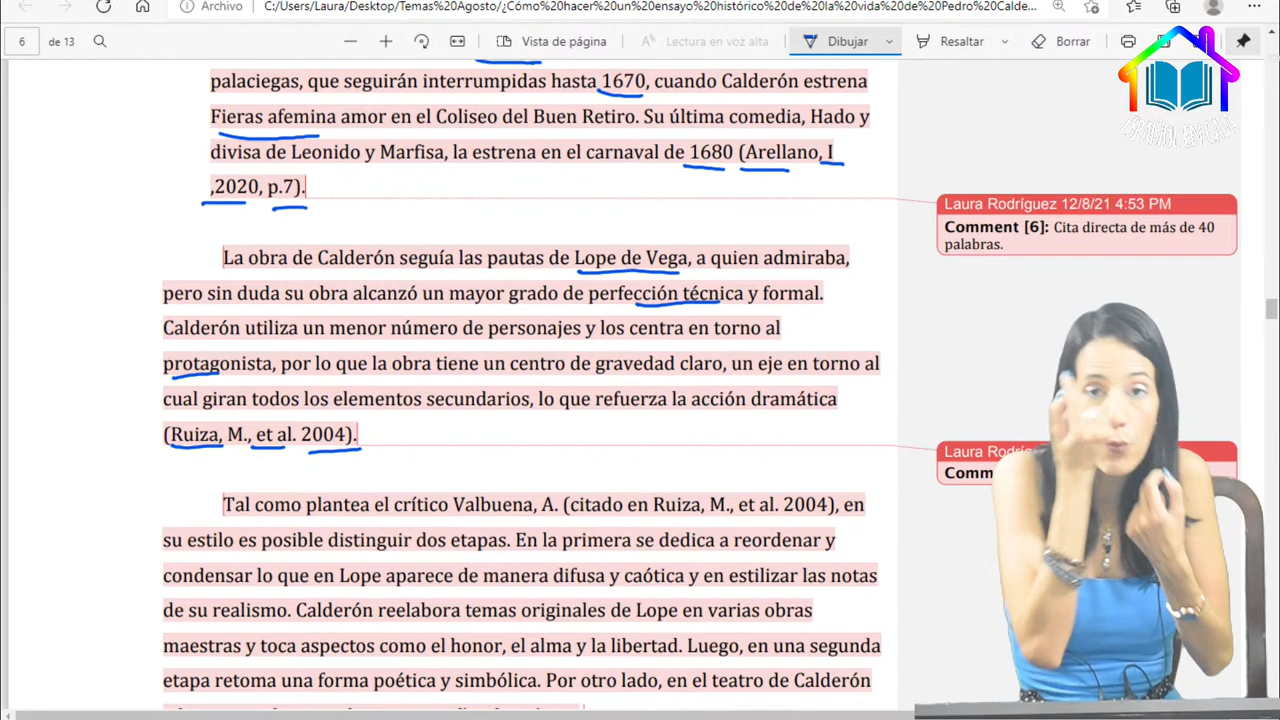 Archivo C:/Users/Laura/Desktop/Temas%20Agosto/¿Cómo%20hacer%20un%20ensayo%20histórico%20de%20la%20vida%20de%20Pedro%20Calde...
6 de 13 Vista de página Lectura en voz alta Dibujar Resaltar Borrar
palaciegas, que seguirán interrumpidas hasta 1670, cuando Calderón estrena
Fieras afemina amor en el Coliseo del Buen Retiro. Su última comedia, Hado y
divisa de Leonido y Marfisa, la estrena en el carnaval de 1680 (Arellano, I
,2020, p.7).
Laura Rodríguez 12/8/21 4:53 PM
Comment [6]: Cita directa de más de 40
palabras.
La obra de Calderón seguía las pautas de Lope de Vega, a quien admiraba,
pero sin duda su obra alcanzó un mayor grado de perfección técnica y formal.
Calderón utiliza un menor número de personajes y los centra en torno al
protagonista, por lo que la obra tiene un centro de gravedad claro, un eje en torno al
cual giran todos los elementos secundarios, lo que refuerza la acción dramática
(Ruiza, M., et al. 2004).
Laura
Tal como plantea el crítico Valbuena, A. (citado en Ruiza, M., et al. 2004), en
su estilo es posible distinguir dos etapas. En la primera se dedica a reordenar y
condensar lo que en Lope aparece de manera difusa y caótica y en estilizar las notas
de su realismo. Calderón reelabora temas originales de Lope en varias obras
maestras y toca aspectos como el honor, el alma y la libertad. Luego, en una segunda
etapa retoma una forma poética y simbólica. Por otro lado, en el teatro de Calderón